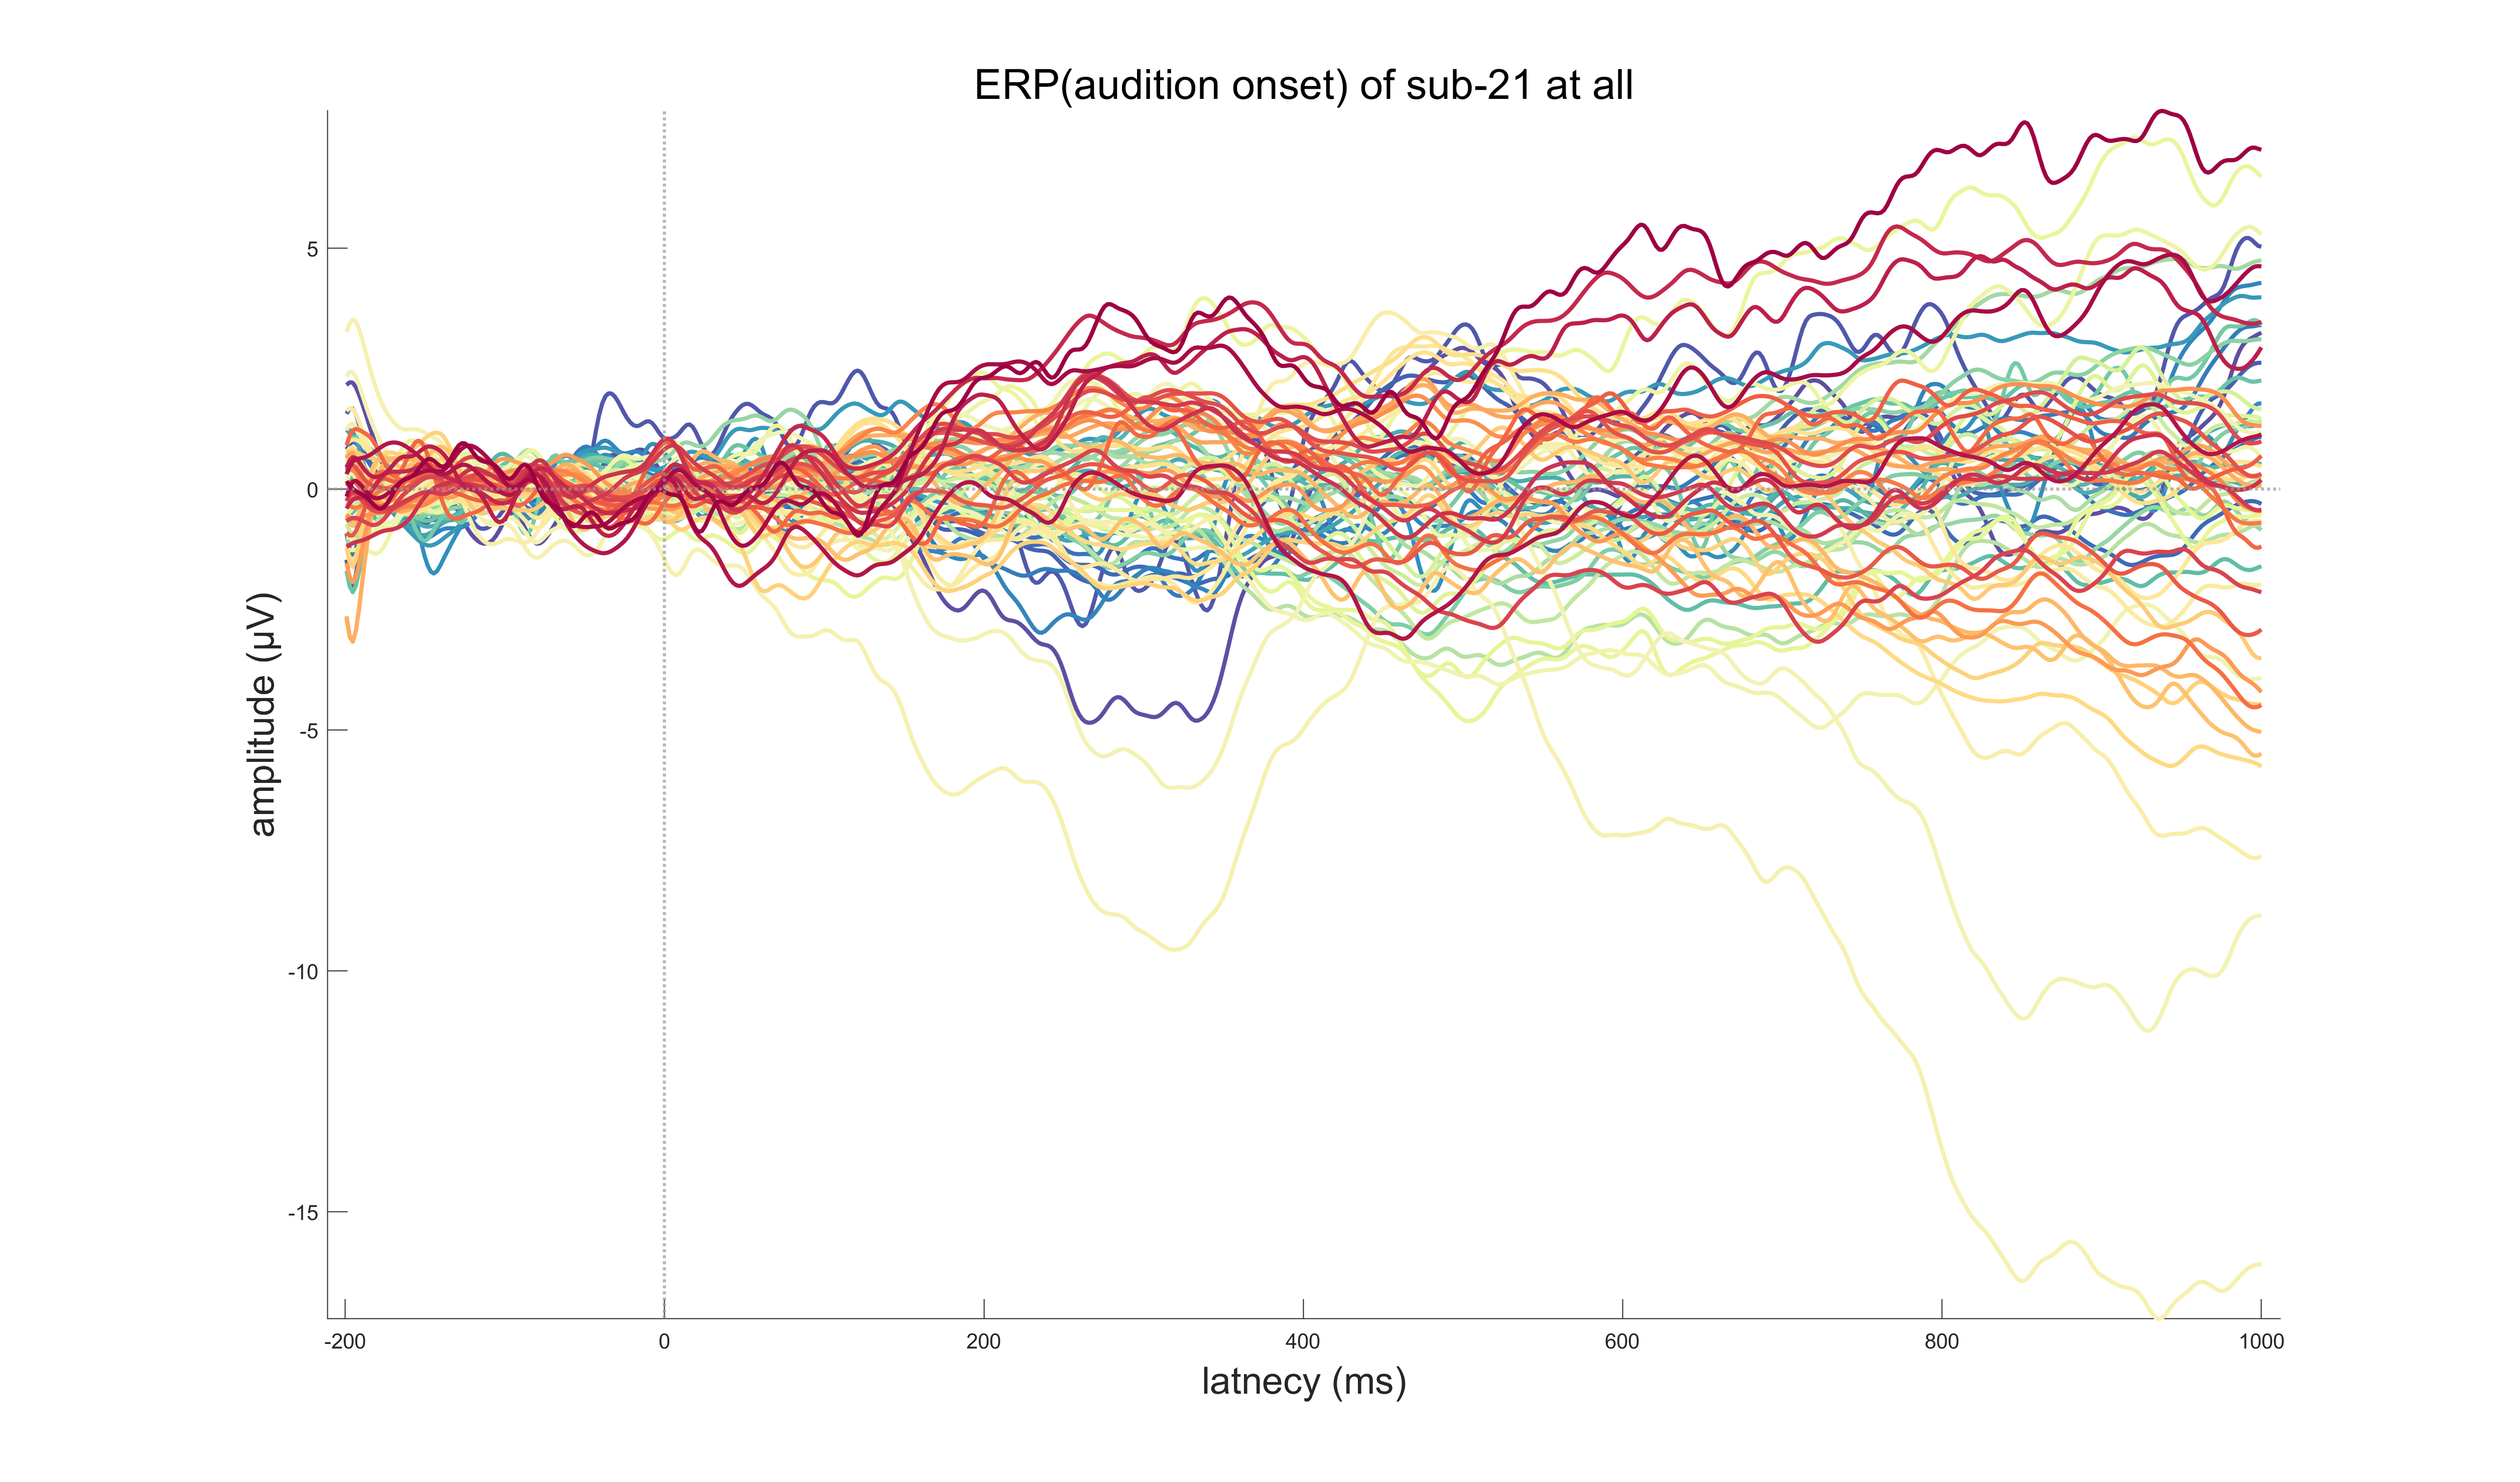 ERP(audition onset) of sub-21 at all
5
0
-5
-10
-15
amplitude (µV)
-200 0 200 400 600 800 1000
latnecy (ms)